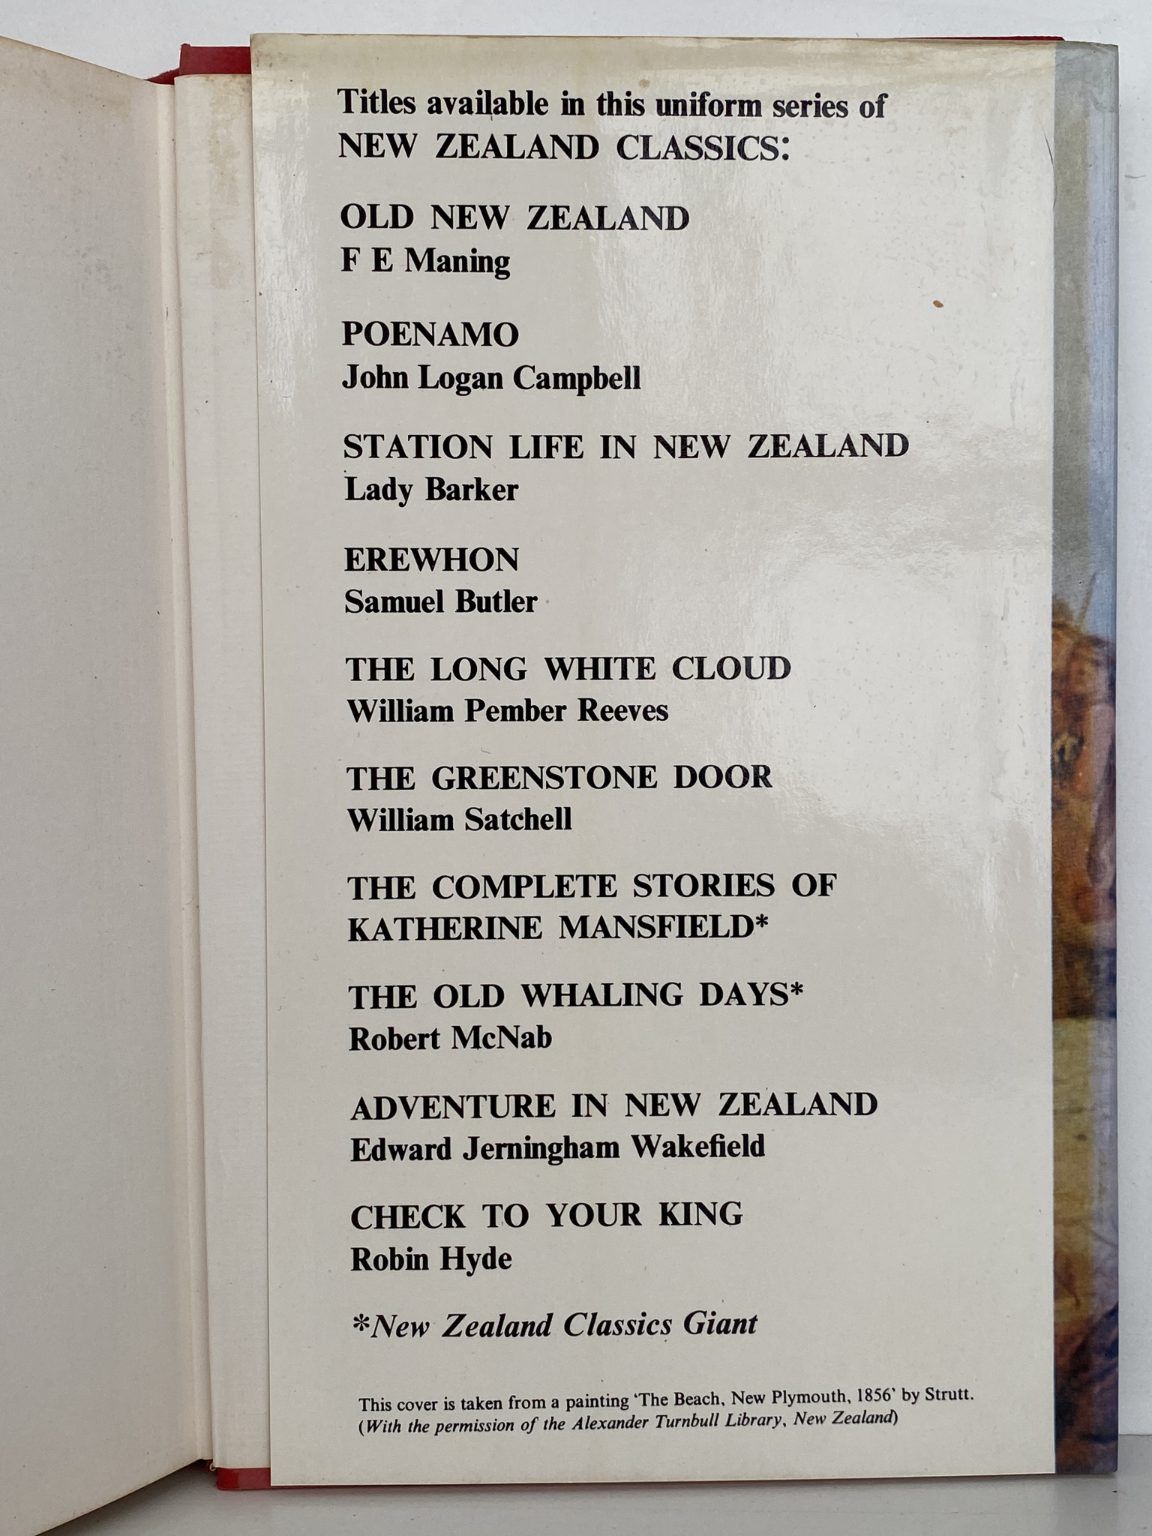 Titles available in this uniform series of
NEW ZEALAND CLASSICS:
OLD NEW ZEALAND
F E Maning
POENAMO
John Logan Campbell
STATION LIFE IN NEW ZEALAND
Lady Barker
EREWHON
Samuel Butler
THE LONG WHITE CLOUD
William Pember Reeves
THE GREENSTONE DOOR
William Satchell
THE COMPLETE STORIES OF
KATHERINE MANSFIELD*
THE OLD WHALING DAYS*
Robert McNab
ADVENTURE IN NEW ZEALAND
Edward Jerningham Wakefield
CHECK TO YOUR KING
Robin Hyde
*New Zealand Classics Giant
This cover is taken from a painting ‘The Beach, New Plymouth, 1856’ by Strutt.
(With the permission of the Alexander Turnbull Library, New Zealand)